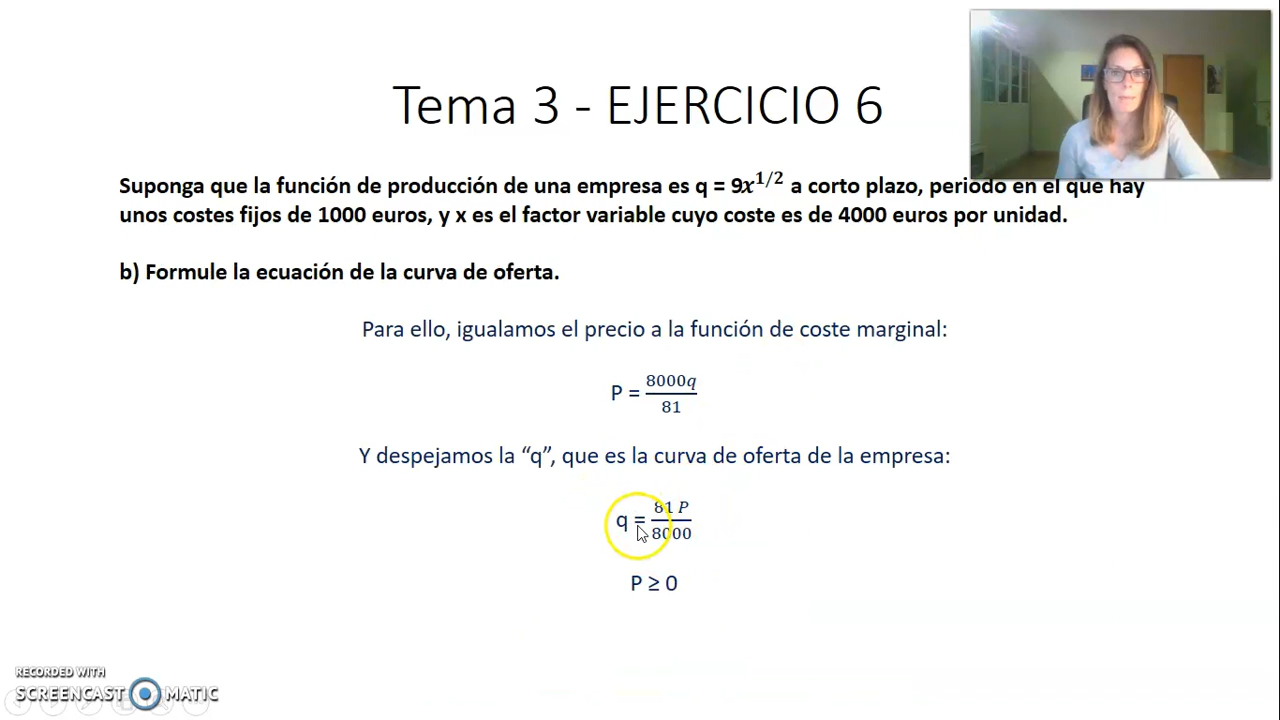 Tema 3 - EJERCICIO 6
Suponga que la función de producción de una empresa es q = 9𝑥^{1/2} a corto plazo, periodo en el que hay
unos costes fijos de 1000 euros, y x es el factor variable cuyo coste es de 4000 euros por unidad.
b) Formule la ecuación de la curva de oferta.
Para ello, igualamos el precio a la función de coste marginal:
P = 8000𝑞/81
Y despejamos la “q”, que es la curva de oferta de la empresa:
q = 81 𝑃/8000
P ≥ 0
RECORDED WITH
SCREENCAST MATIC